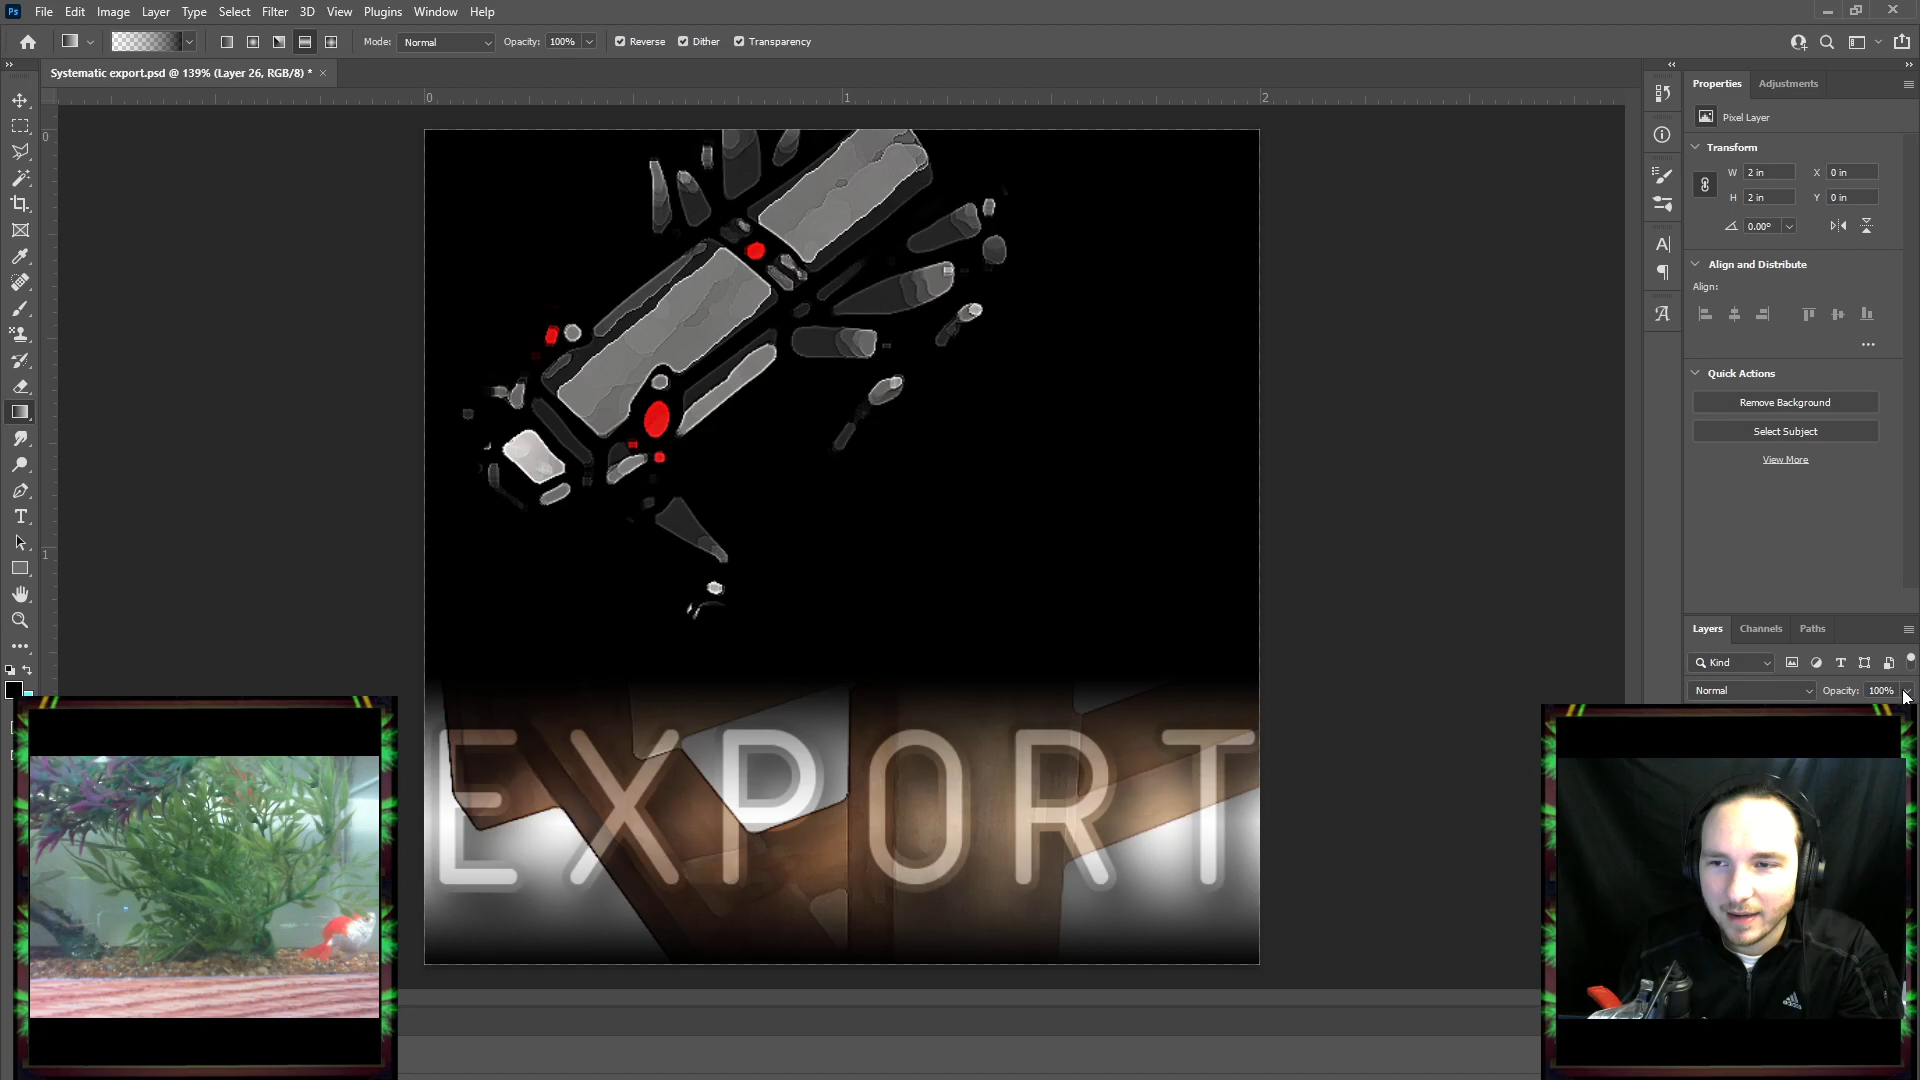 Ps File Edit Image Layer Type Select Filter 3D View Plugins Window Help
Mode: Normal Opacity: 100% Reverse Dither Transparency
Systematic export.psd @ 139% (Layer 26, RGB/8) * ×
0 1 2
0
1
Properties Adjustments
Pixel Layer
Transform
W 2 in X 0 in
H 2 in Y 0 in
0.00°
Align and Distribute
Align:
Quick Actions
Remove Background
Select Subject
View More
Layers Channels Paths
Kind
Normal Opacity: 100%
EXPORT